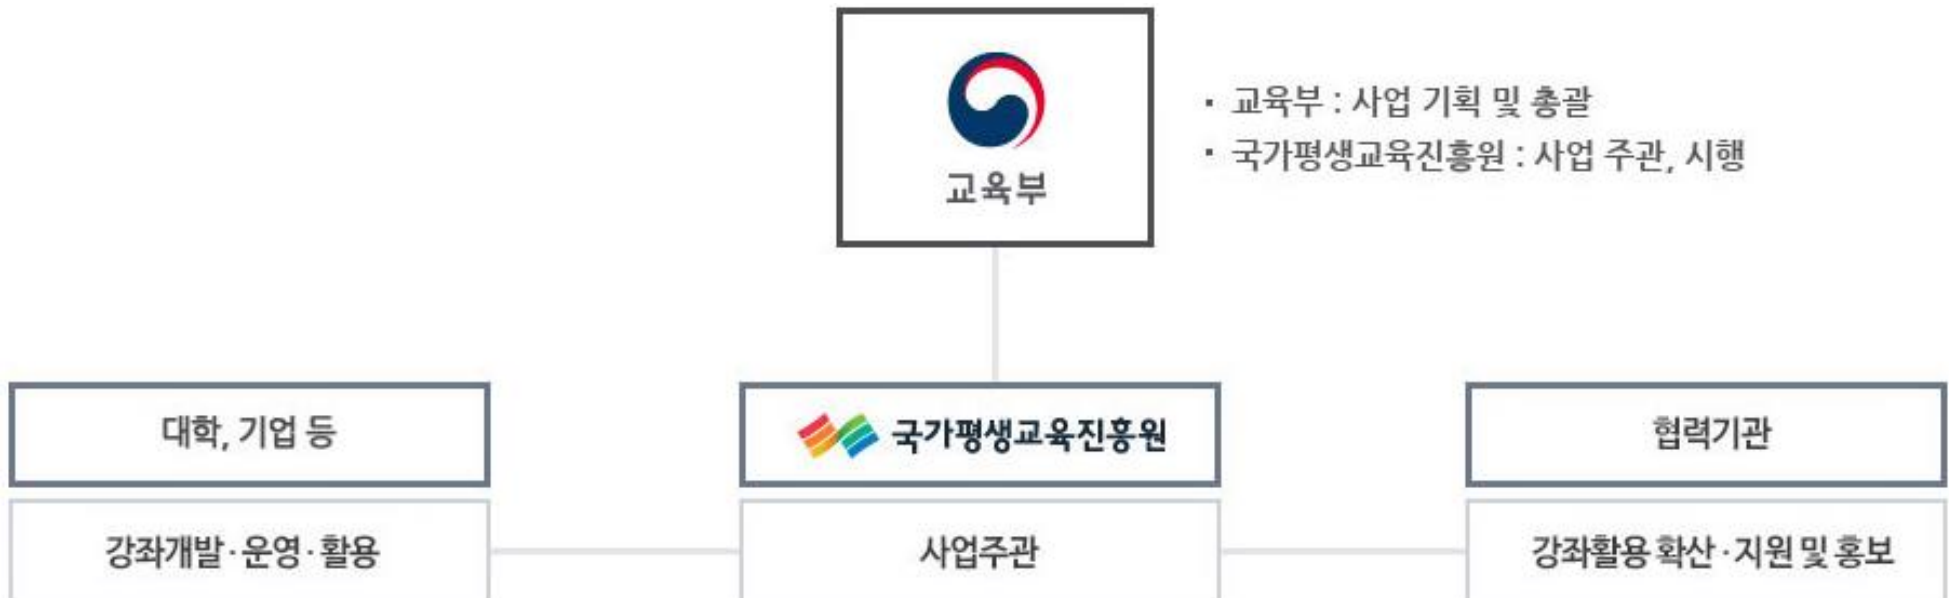 교육부
· 교육부 : 사업 기획 및 총괄
· 국가평생교육진흥원 : 사업 주관, 시행
대학, 기업 등
국가평생교육진흥원
협력기관
강좌개발·운영·활용
사업주관
강좌활용 확산·지원 및 홍보